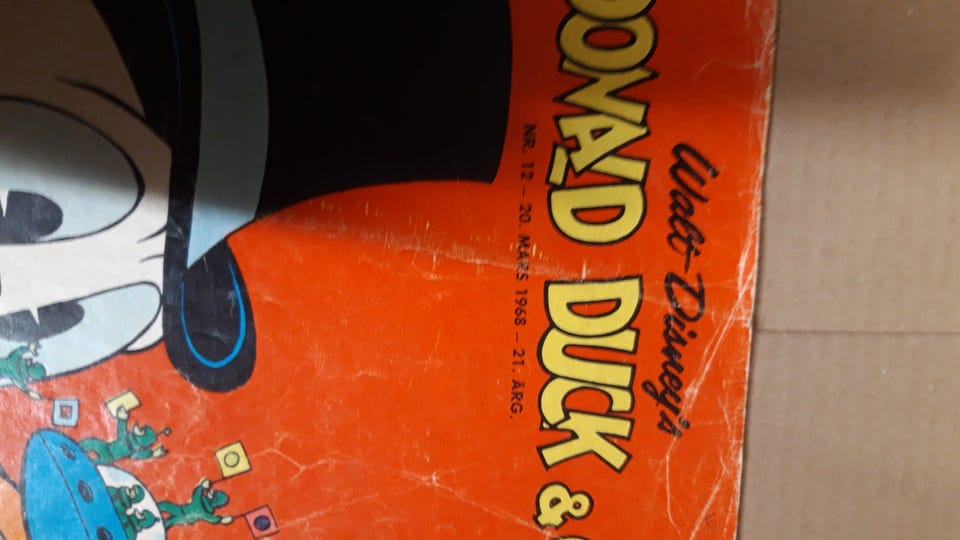 Walt Disney's
DONALD DUCK &
NR. 12 – 20. MARS 1968 – 21. ÅRG.